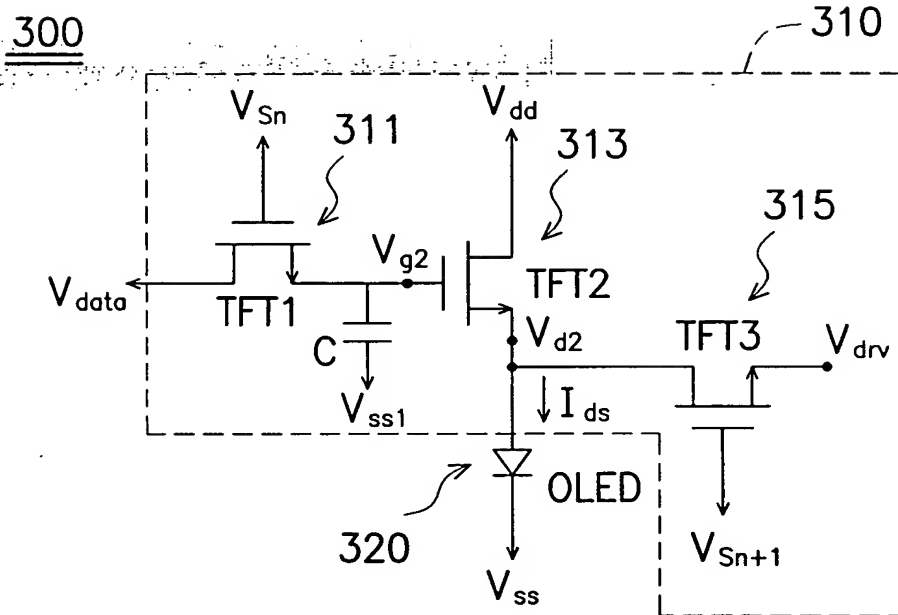 300
310
V_Sn
V_dd
311
313
315
V_g2
V_data
TFT1
TFT2
V_d2
TFT3
V_drv
C
V_ss1
I_ds
OLED
320
V_Sn+1
V_ss